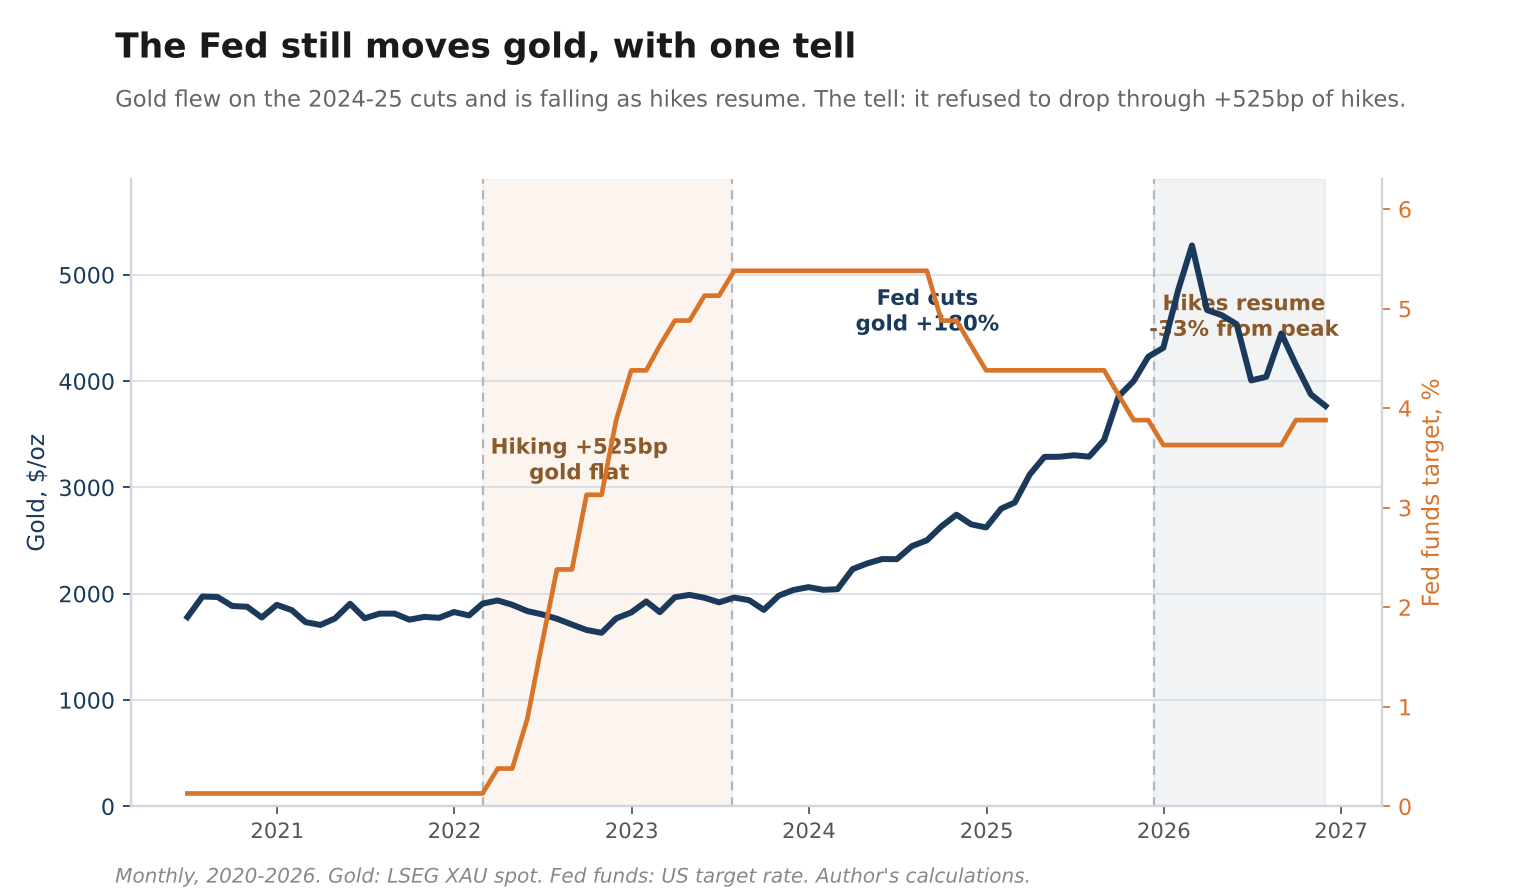 The Fed still moves gold, with one tell
Gold flew on the 2024-25 cuts and is falling as hikes resume. The tell: it refused to drop through +525bp of hikes.
Gold, $/oz
5000
4000
3000
2000
1000
0
Hiking +525bp
gold flat
Fed cuts
gold +180%
Hikes resume
-33% from peak
6
5
4
3
2
1
0
Fed funds target, %
2021
2022
2023
2024
2025
2026
2027
Monthly, 2020-2026. Gold: LSEG XAU spot. Fed funds: US target rate. Author's calculations.